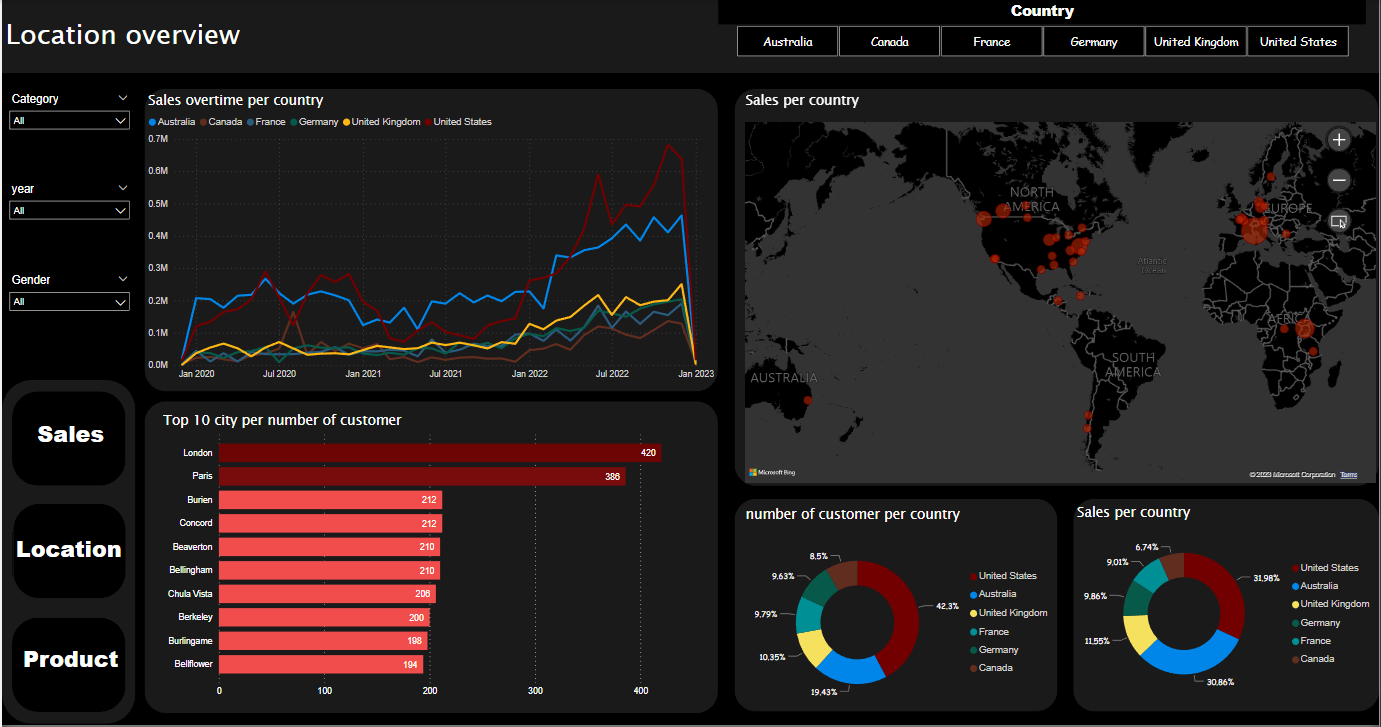 Location overview
Country
Australia
Canada
France
Germany
United Kingdom
United States
Category
All
year
All
Gender
All
Sales
Location
Product
Sales overtime per country
Australia Canada France Germany United Kingdom United States
0.7M
0.6M
0.5M
0.4M
0.3M
0.2M
0.1M
0.0M
Jan 2020 Jul 2020 Jan 2021 Jul 2021 Jan 2022 Jul 2022 Jan 2023
Top 10 city per number of customer
London 420
Paris 386
Burien 212
Concord 212
Beaverton 210
Bellingham 210
Chula Vista 206
Berkeley 200
Burlingame 198
Bellflower 194
0 100 200 300 400
Sales per country
NORTH
AMERICA
EUROPE
Atlantic
Ocean
AFRICA
SOUTH
AMERICA
AUSTRALIA
Microsoft Bing
© 2023 Microsoft Corporation Terms
number of customer per country
8.5%
9.63%
9.79%
10.35%
19.43%
42.3%
United States
Australia
United Kingdom
France
Germany
Canada
Sales per country
6.74%
9.01%
9.86%
11.55%
30.86%
31.98%
United States
Australia
United Kingdom
Germany
France
Canada